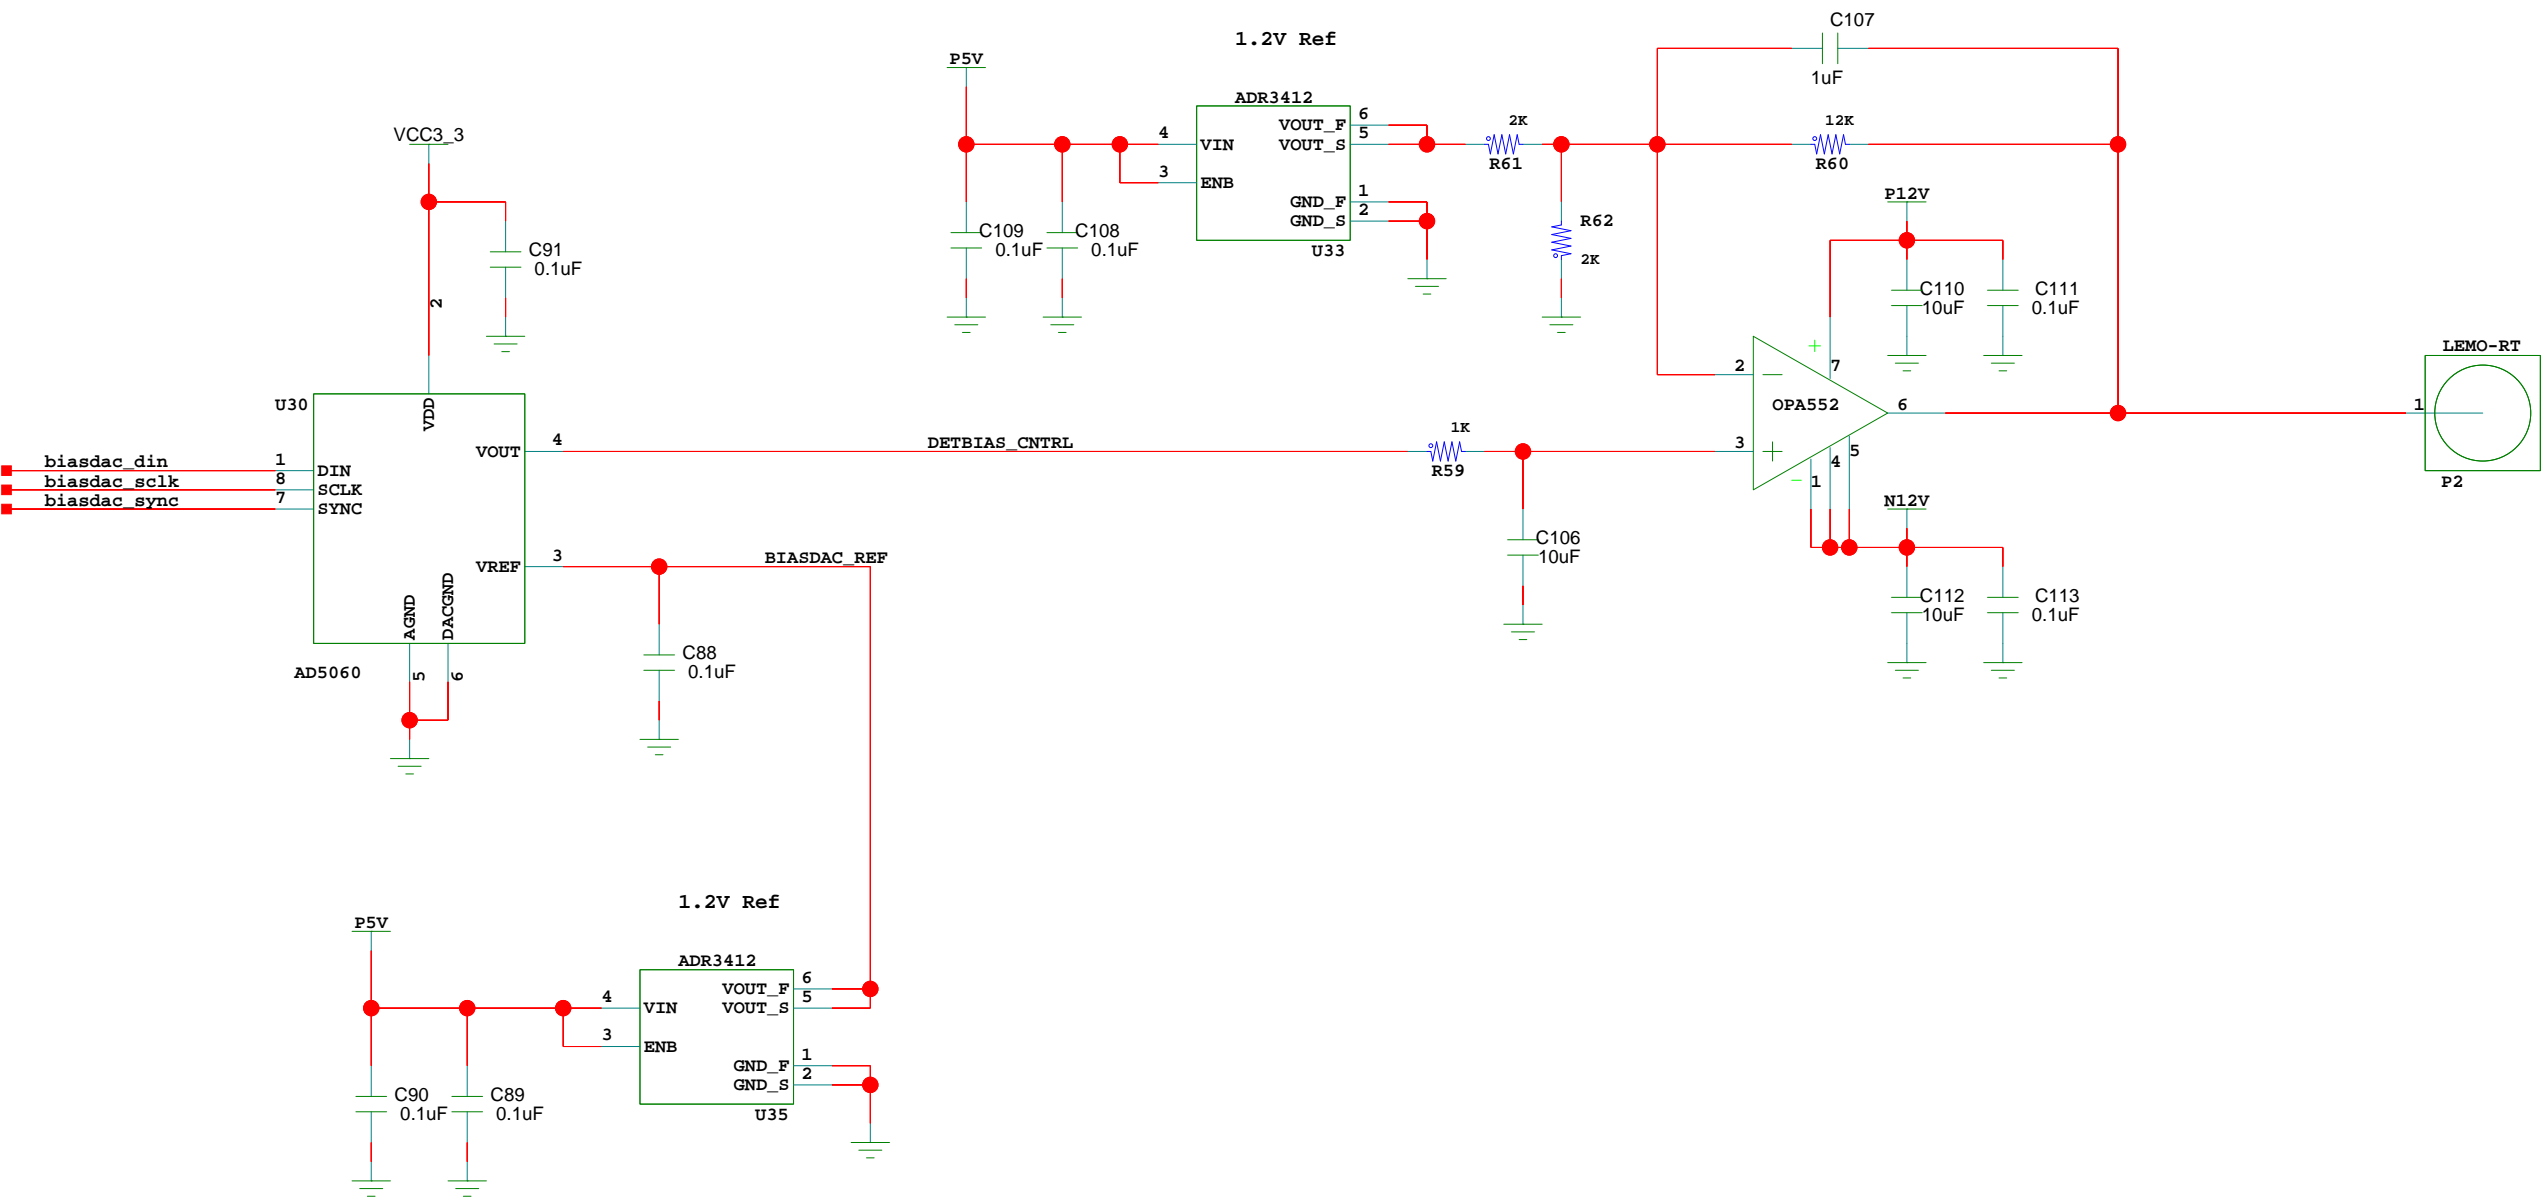 C107
1uF
1.2V Ref
P5V
ADR3412
VOUT_F 6
VOUT_S 5
4 VIN
3 ENB
GND_F 1
GND_S 2
U33
2K
R61
12K
R60
R62
2K
C109
0.1uF
C108
0.1uF
VCC3_3
C91
0.1uF
2
P12V
C110
10uF
C111
0.1uF
+
7
2
OPA552
6
3
5
4
1
N12V
C112
10uF
C113
0.1uF
LEMO-RT
1
P2
U30
VDD
VOUT 4
DETBIAS_CNTRL
1K
R59
C106
10uF
biasdac_din 1 DIN
biasdac_sclk 8 SCLK
biasdac_sync 7 SYNC
VREF 3
BIASDAC_REF
AGND
DACGND
AD5060
5
6
C88
0.1uF
1.2V Ref
P5V
ADR3412
VOUT_F 6
VOUT_S 5
4 VIN
3 ENB
GND_F 1
GND_S 2
U35
C90
0.1uF
C89
0.1uF